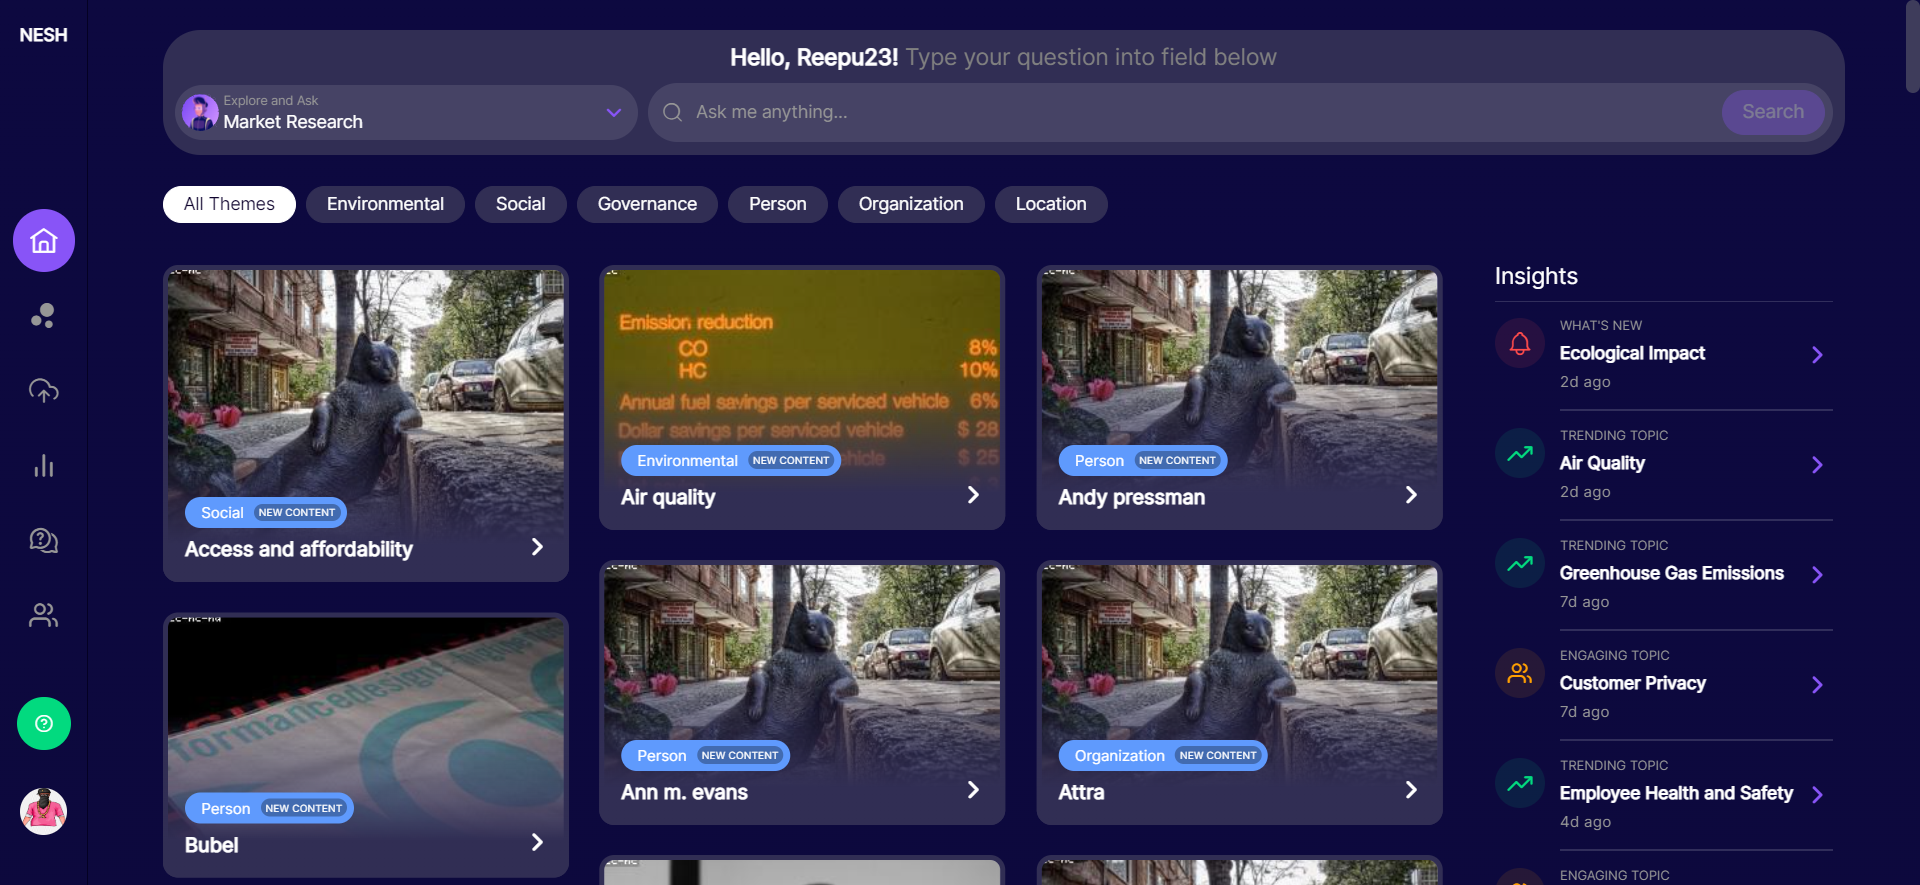 NESH
Hello, Reepu23! Type your question into field below
Explore and Ask
Market Research
Ask me anything...
Search
All Themes
Environmental
Social
Governance
Person
Organization
Location
Social NEW CONTENT
Access and affordability
Emission reduction
CO 8%
HC 10%
Annual fuel savings per serviced vehicle 6%
Dollar savings per serviced vehicle $ 28
$ 25
Environmental NEW CONTENT
Air quality
Person NEW CONTENT
Andy pressman
formancedesign
Person NEW CONTENT
Bubel
Person NEW CONTENT
Ann m. evans
Organization NEW CONTENT
Attra
Insights
WHAT'S NEW
Ecological Impact
2d ago
TRENDING TOPIC
Air Quality
2d ago
TRENDING TOPIC
Greenhouse Gas Emissions
7d ago
ENGAGING TOPIC
Customer Privacy
7d ago
TRENDING TOPIC
Employee Health and Safety
4d ago
ENGAGING TOPIC